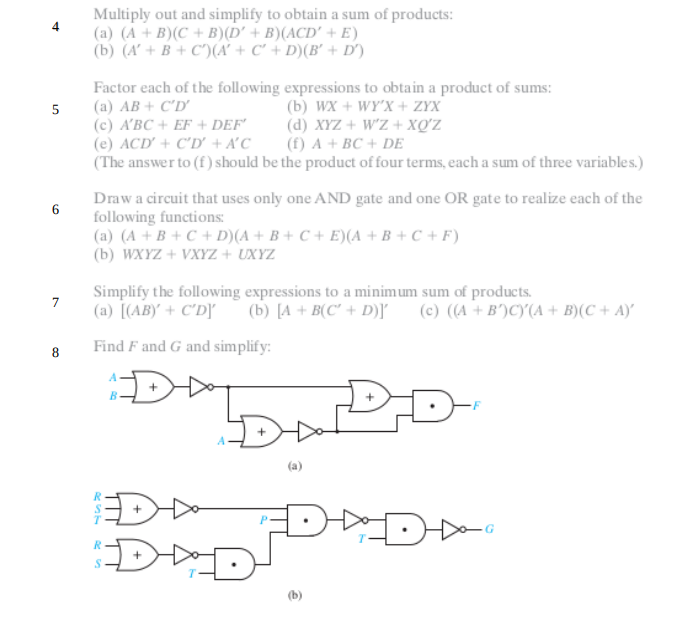 4
Multiply out and simplify to obtain a sum of products:
(a) (A + B)(C + B)(D′ + B)(ACD′ + E)
(b) (A′ + B + C′)(A′ + C′ + D)(B′ + D′)
5
Factor each of the following expressions to obtain a product of sums:
(a) AB + C′D′ (b) WX + WY′X + ZYX
(c) A′BC + EF + DEF′ (d) XYZ + W′Z + XQ′Z
(e) ACD′ + C′D′ + A′C (f) A + BC + DE
(The answer to (f) should be the product of four terms, each a sum of three variables.)
6
Draw a circuit that uses only one AND gate and one OR gate to realize each of the
following functions:
(a) (A + B + C + D)(A + B + C + E)(A + B + C + F)
(b) WXYZ + VXYZ + UXYZ
7
Simplify the following expressions to a minimum sum of products.
(a) [(AB)′ + C′D]′ (b) [A + B(C′ + D)]′ (c) ((A + B′)C)′(A + B)(C + A)′
8
Find F and G and simplify:
A
B
+
+
F
A
+
(a)
R
S
T
+
P
T
G
R
S
+
T
(b)